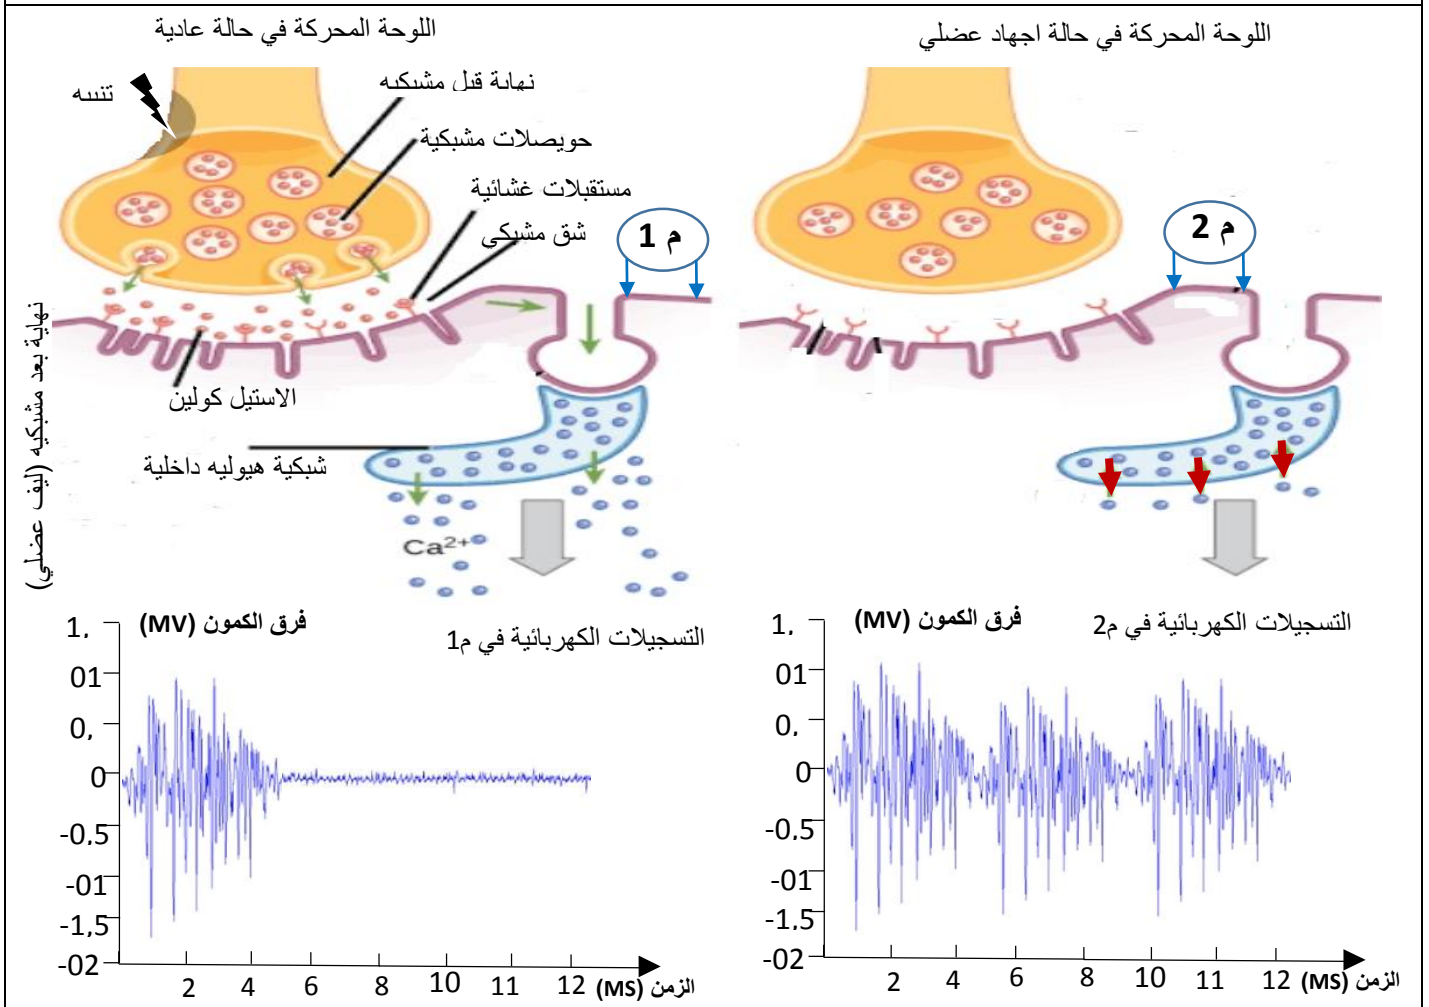 اللوحة المحركة في حالة عادية
اللوحة المحركة في حالة اجهاد عضلي
تنبيه
نهاية قبل مشبكيه
حويصلات مشبكية
مستقبلات غشائية
شق مشبكي
م 1
م 2
الاستيل كولين
شبكية هيوليه داخلية
نهاية بعد مشبكيه (ليف عضلي)
Ca2+
فرق الكمون (MV)
التسجيلات الكهربائية في م1
1,
01
0,
0
-0,5
-01
-1,5
-02
2 4 6 8 10 11 12 الزمن (MS)
فرق الكمون (MV)
التسجيلات الكهربائية في م2
1,
01
0,
0
-0,5
-01
-1,5
-02
2 4 6 8 10 11 12 الزمن (MS)